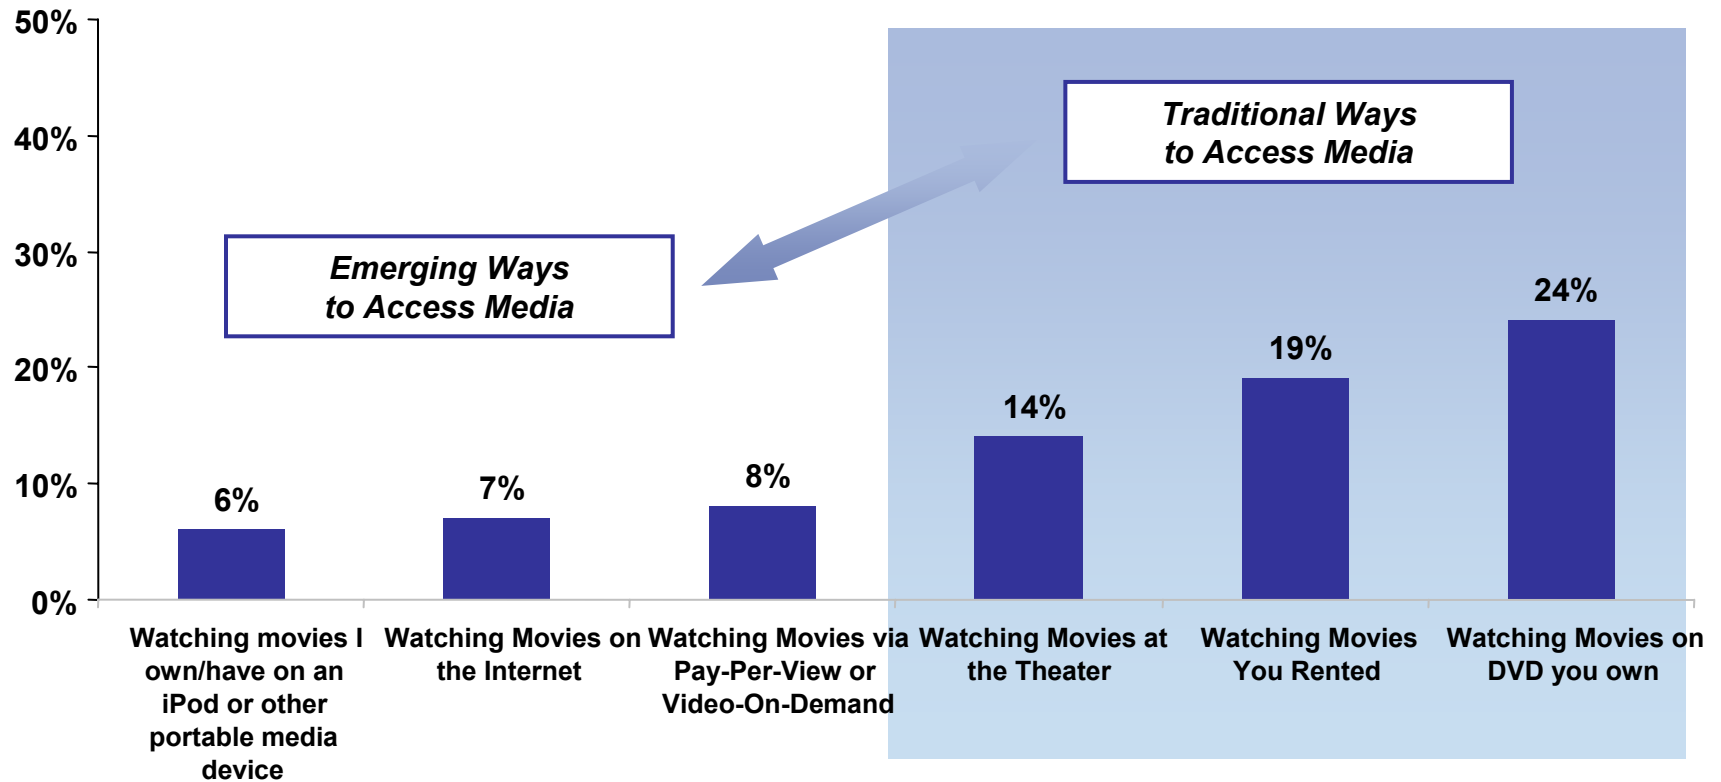 50%
40%
30%
20%
10%
0%
Traditional Ways
to Access Media
Emerging Ways
to Access Media
6%
7%
8%
14%
19%
24%
Watching movies I
own/have on an
iPod or other
portable media
device
Watching Movies on
the Internet
Watching Movies via
Pay-Per-View or
Video-On-Demand
Watching Movies at
the Theater
Watching Movies
You Rented
Watching Movies on
DVD you own